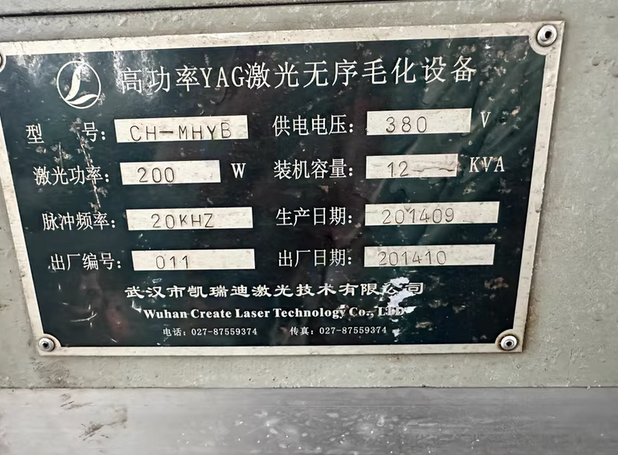 高功率YAG激光无序毛化设备
型 号: CH-MHYB 供电电压: 380 V
激光功率: 200 W 装机容量: 12 KVA
脉冲频率: 20KHZ 生产日期: 201409
出厂编号: 011 出厂日期: 201410
武汉市凯瑞迪激光技术有限公司
Wuhan Create Laser Technology Co., LTD
电话: 027-87559374 传真: 027-87559374